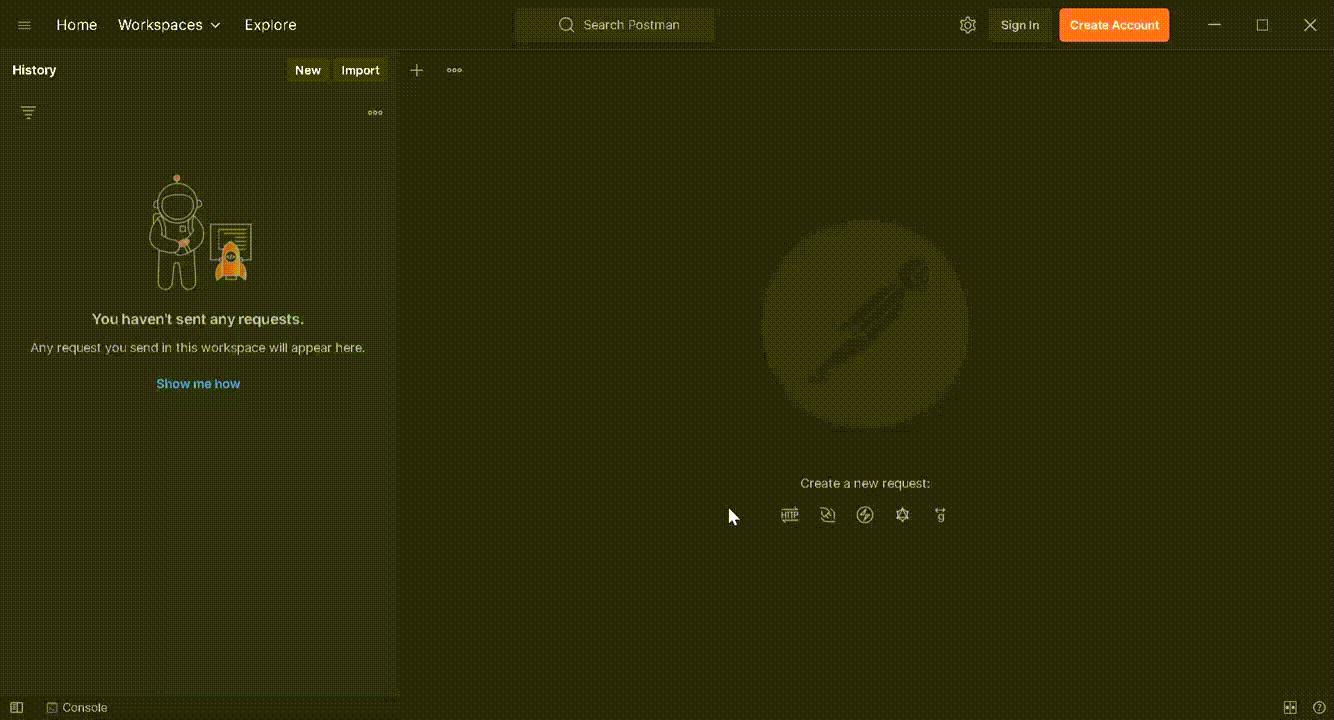 Home Workspaces Explore Search Postman Sign In Create Account
History New Import
You haven't sent any requests.
Any request you send in this workspace will appear here.
Show me how
Create a new request:
HTTP g
Console